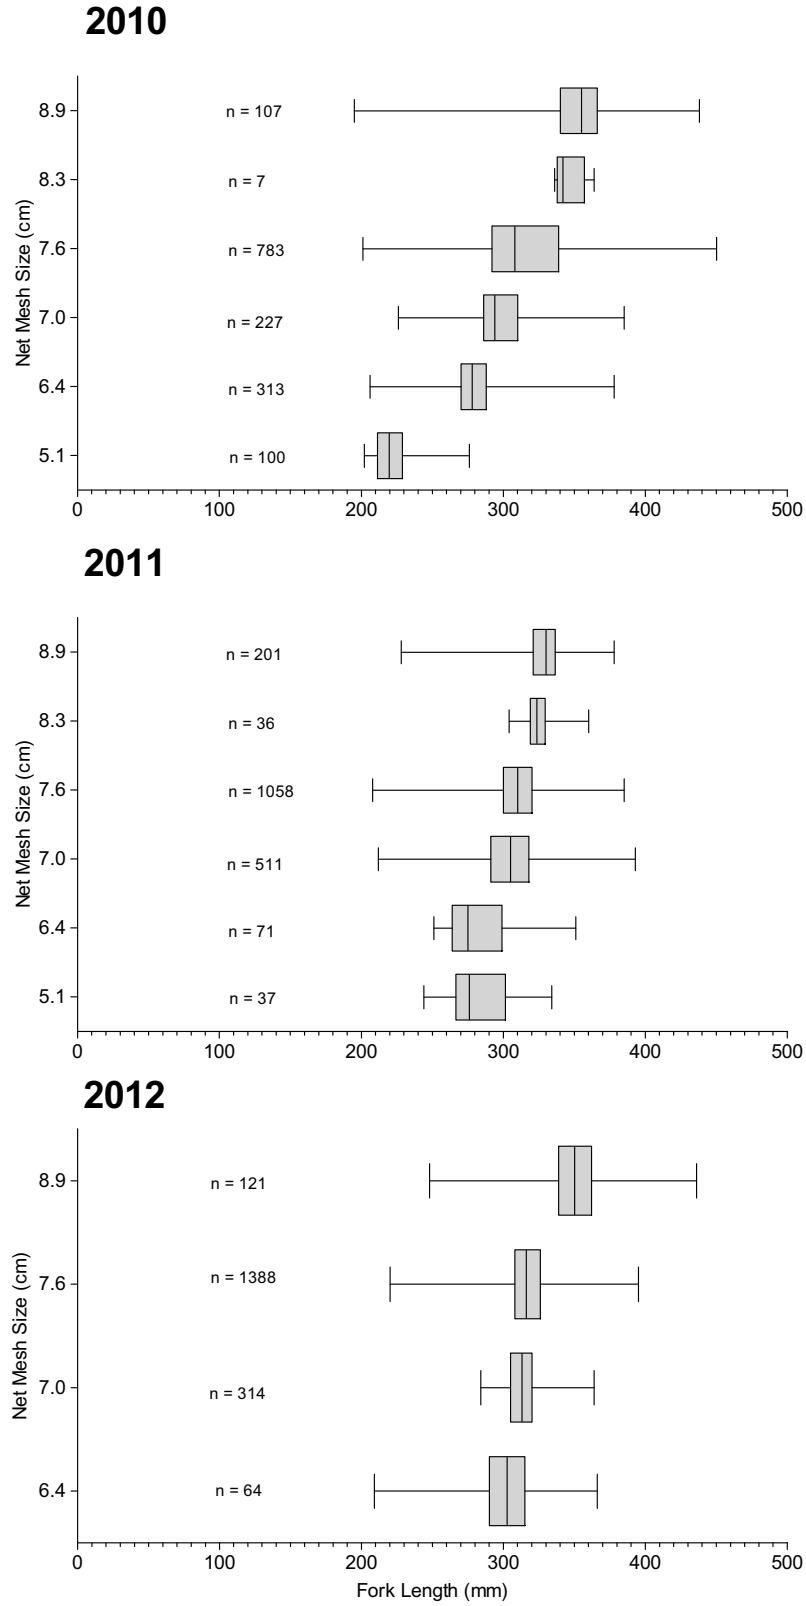 2010
8.9
n = 107
8.3
n = 7
7.6
n = 783
7.0
n = 227
6.4
n = 313
5.1
n = 100
Net Mesh Size (cm)
0 100 200 300 400 500
2011
8.9
n = 201
8.3
n = 36
7.6
n = 1058
7.0
n = 511
6.4
n = 71
5.1
n = 37
Net Mesh Size (cm)
0 100 200 300 400 500
2012
8.9
n = 121
7.6
n = 1388
7.0
n = 314
6.4
n = 64
Net Mesh Size (cm)
0 100 200 300 400 500
Fork Length (mm)